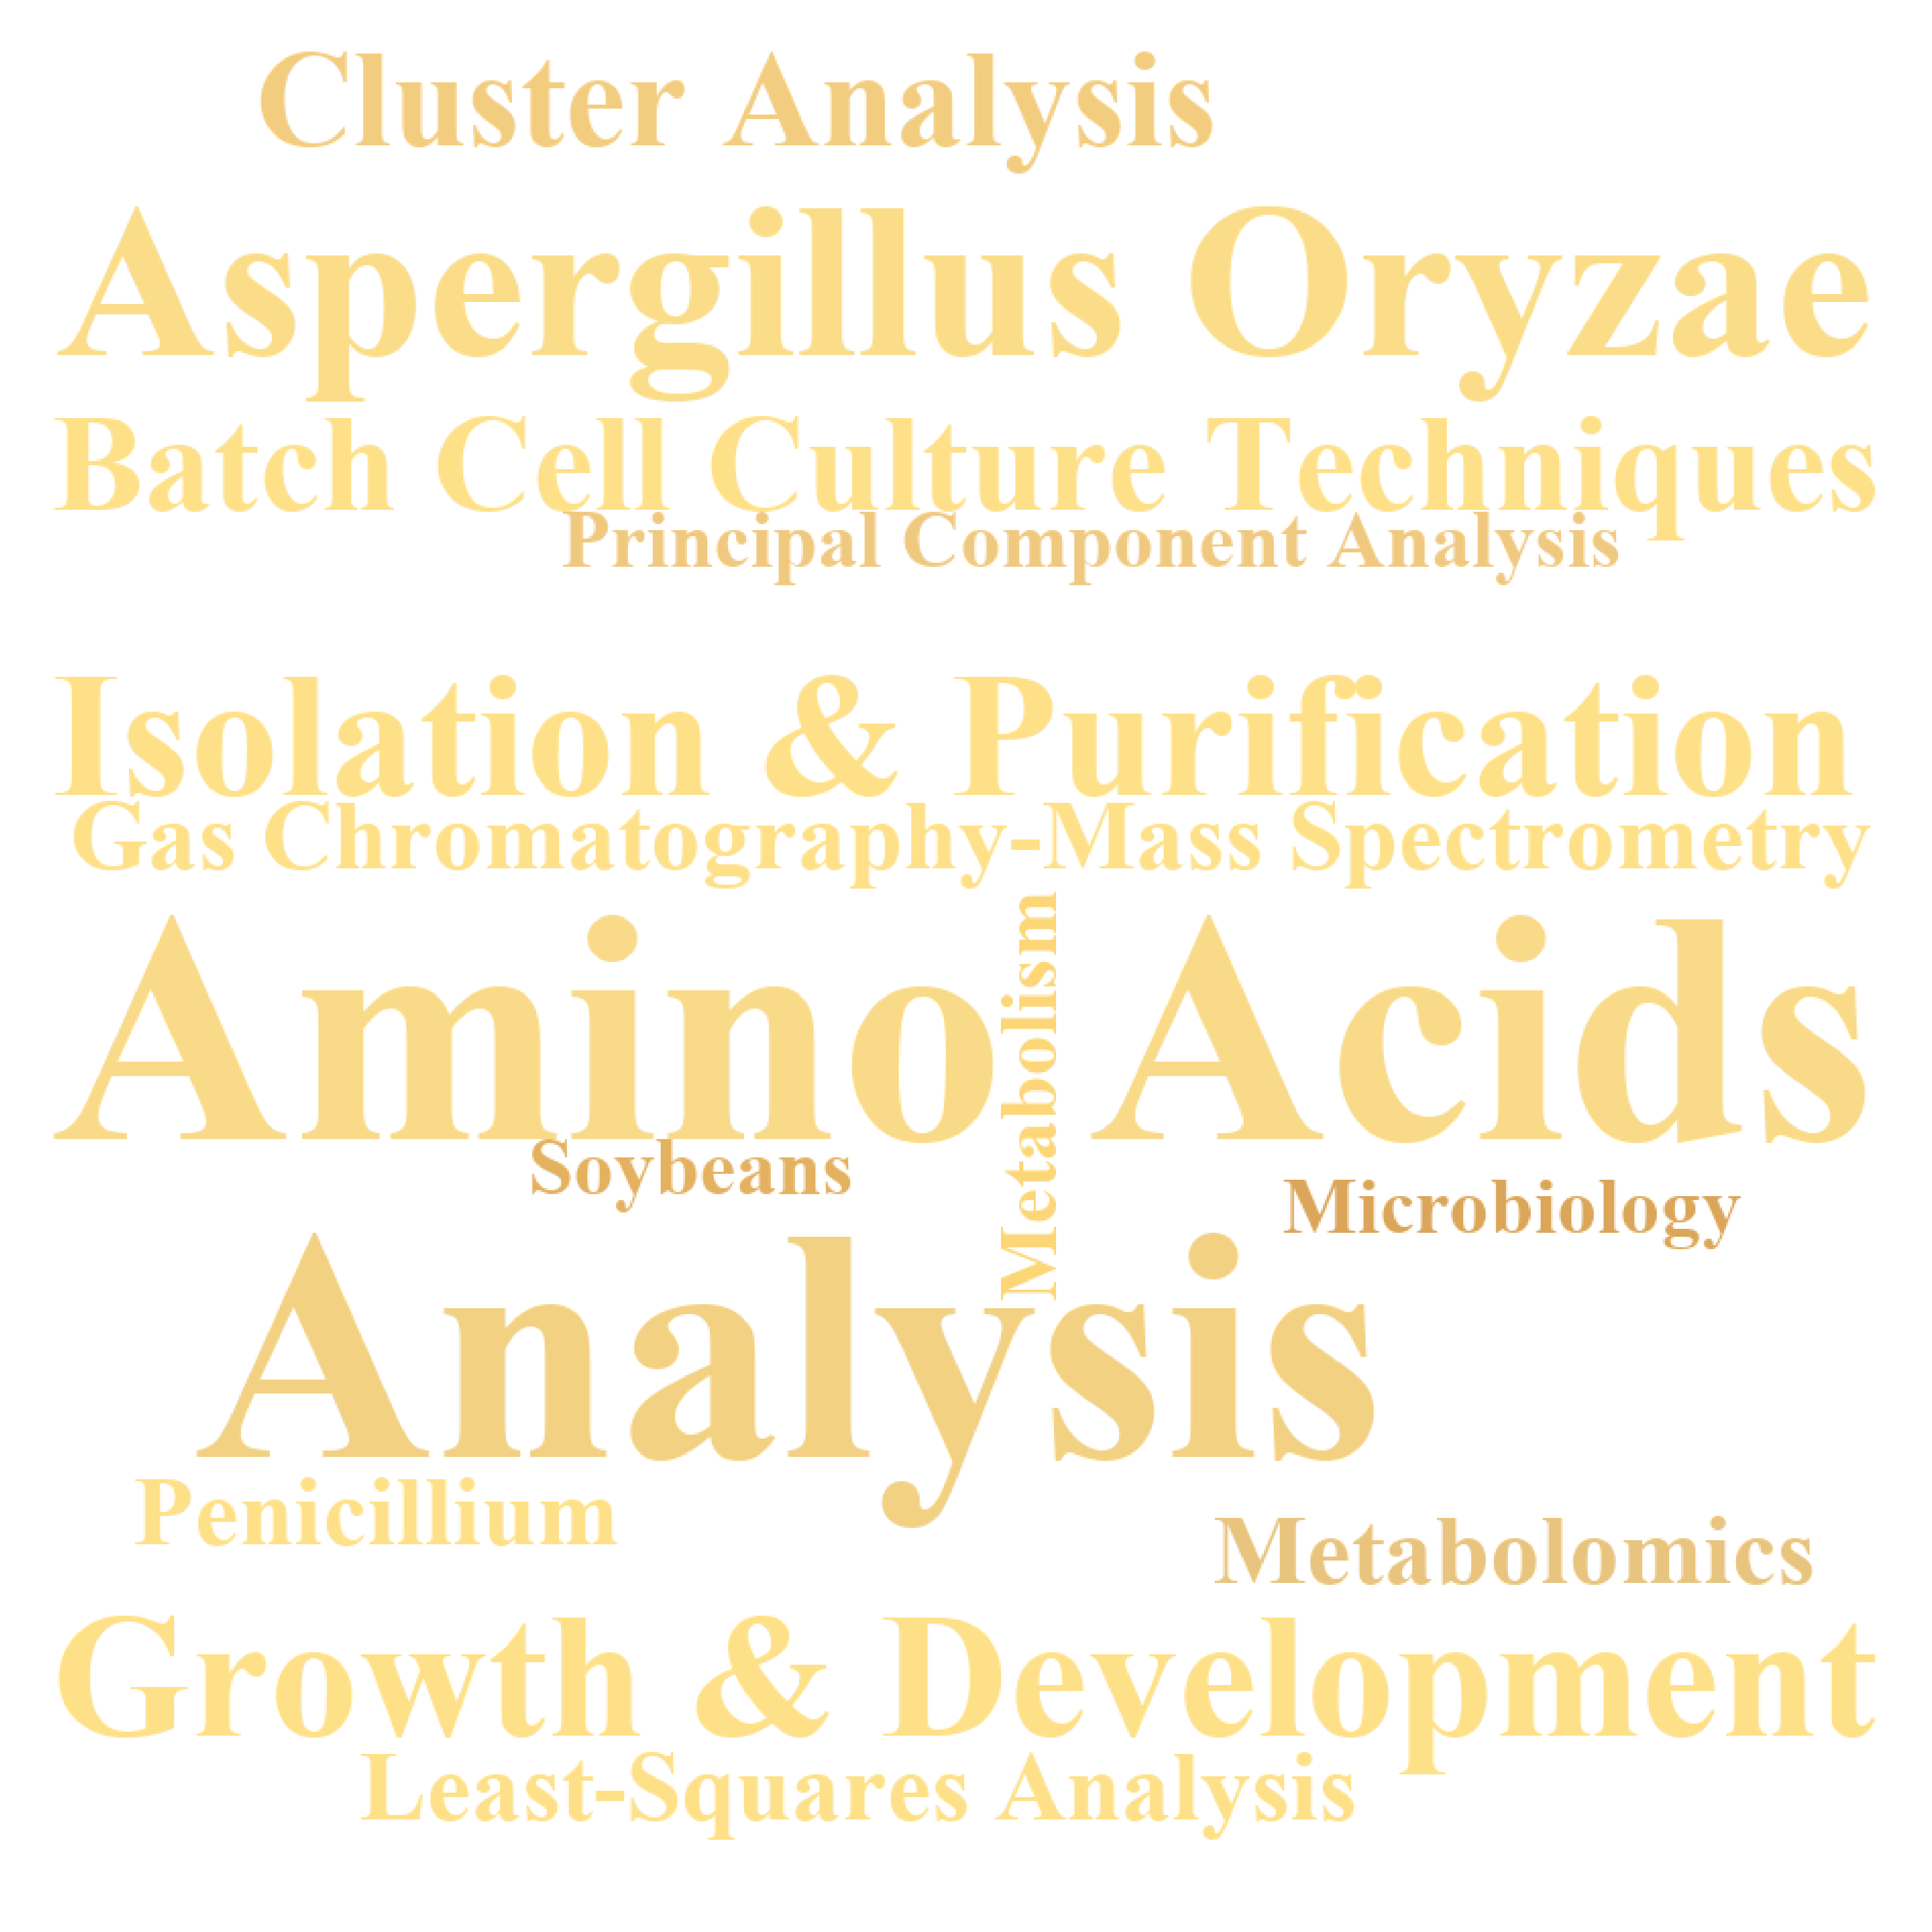 Cluster Analysis
Aspergillus Oryzae
Batch Cell Culture Techniques
Principal Component Analysis
Isolation & Purification
Gas Chromatography-Mass Spectrometry
Amino Acids
Metabolism
Soybeans
Microbiology
Analysis
Penicillium
Metabolomics
Growth & Development
Least-Squares Analysis